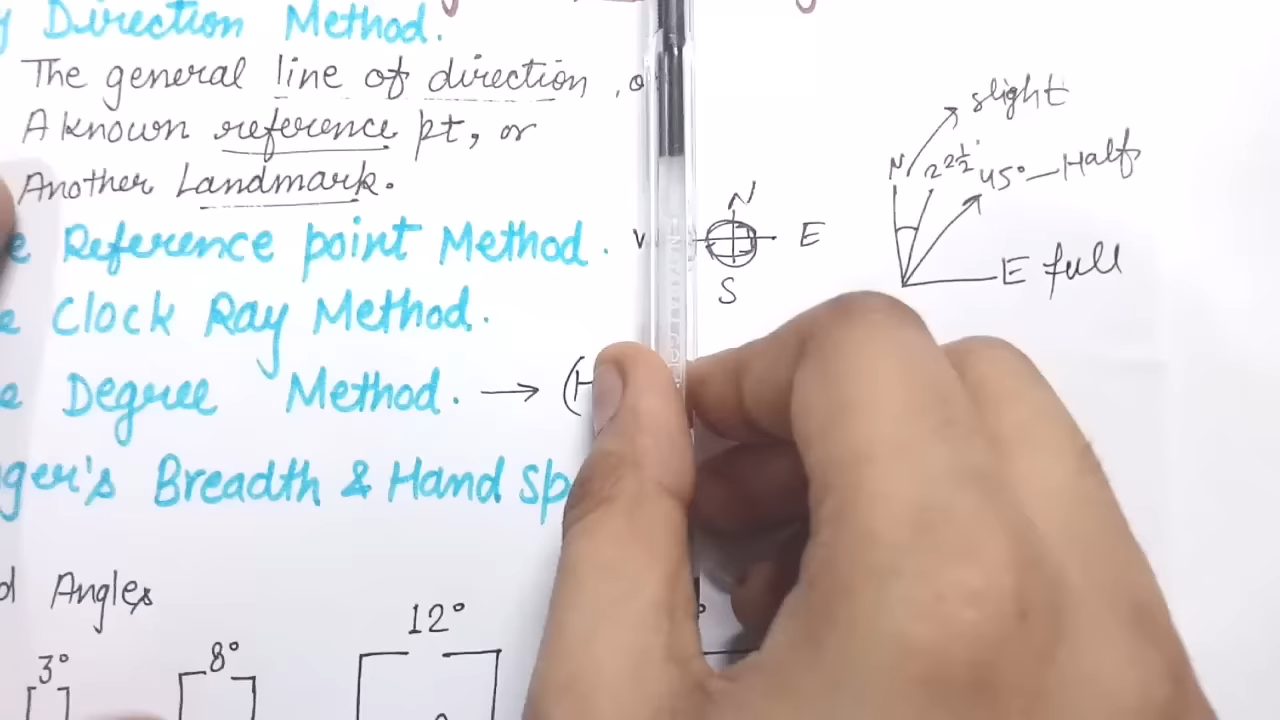 Direction Method.
The general line of direction, o
A known reference pt, or
Another Landmark.
Reference point Method.
Clock Ray Method.
Degree Method. → (H
ger's Breadth & Hand Sp
Angles
3°
8°
12°
N
E
S
slight
N
22½°
45° — Half
E full